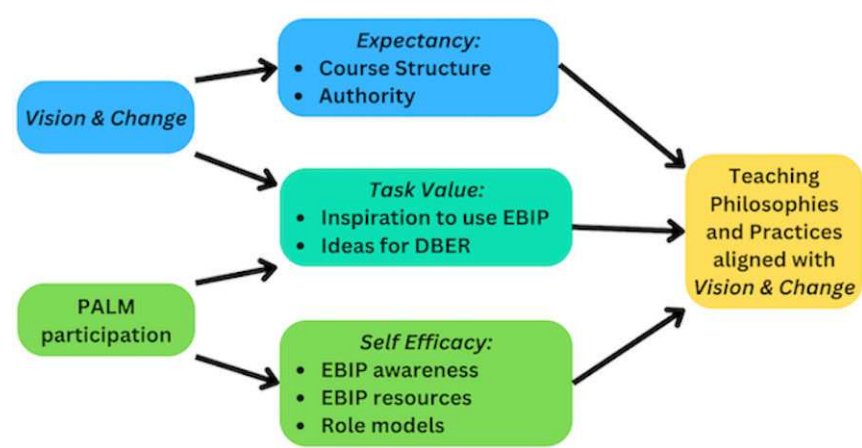 Vision & Change
PALM
participation
Expectancy:
• Course Structure
• Authority
Task Value:
• Inspiration to use EBIP
• Ideas for DBER
Self Efficacy:
• EBIP awareness
• EBIP resources
• Role models
Teaching
Philosophies
and Practices
aligned with
Vision & Change